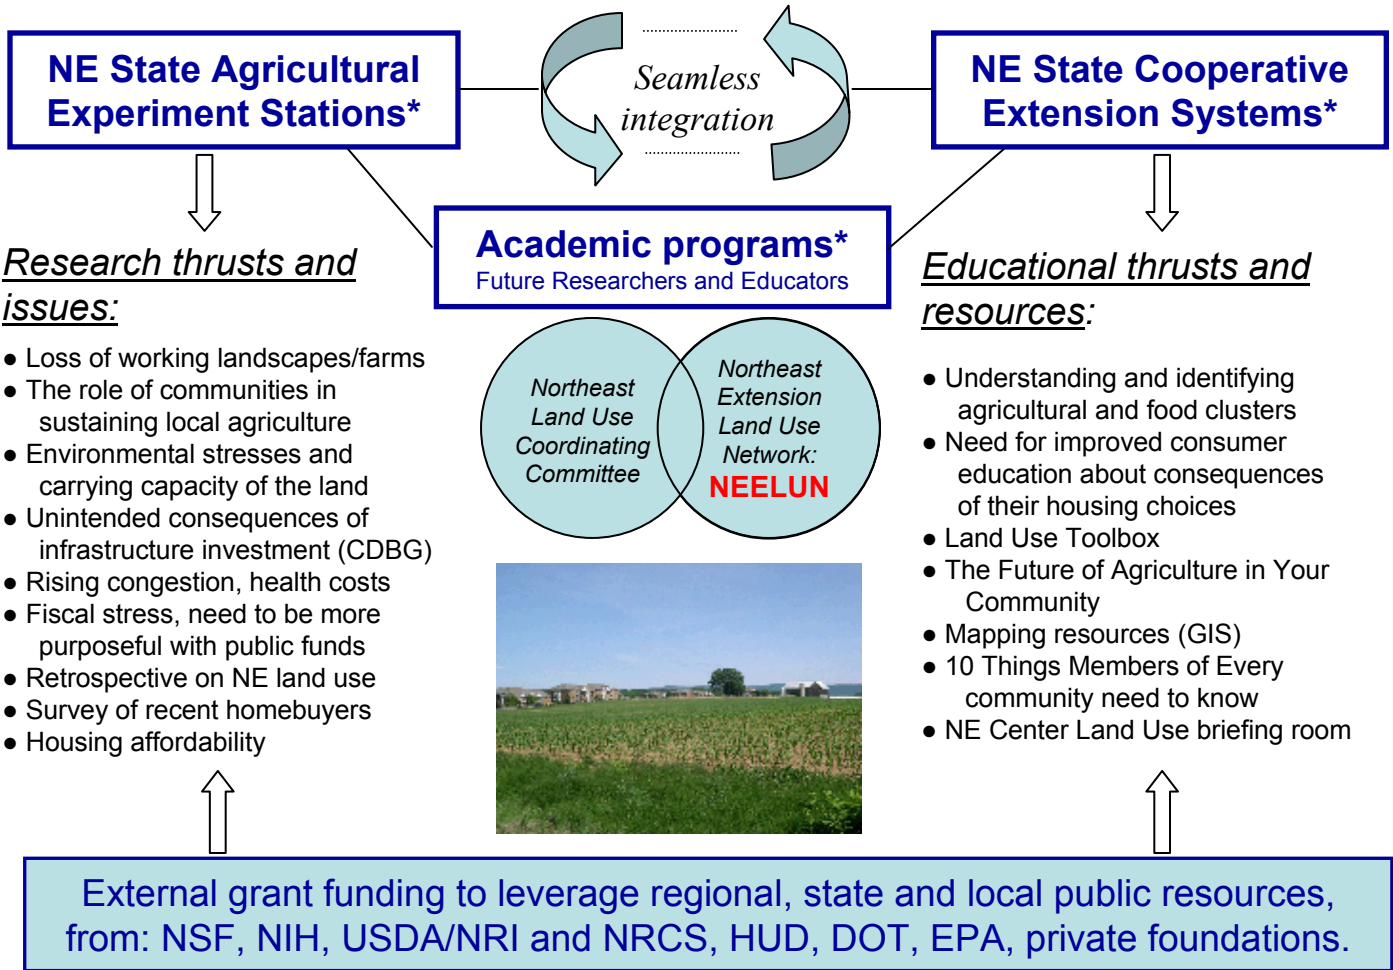 NE State Agricultural
Experiment Stations*
Seamless
integration
NE State Cooperative
Extension Systems*
Academic programs*
Future Researchers and Educators
Research thrusts and
issues:
● Loss of working landscapes/farms
● The role of communities in
sustaining local agriculture
● Environmental stresses and
carrying capacity of the land
● Unintended consequences of
infrastructure investment (CDBG)
● Rising congestion, health costs
● Fiscal stress, need to be more
purposeful with public funds
● Retrospective on NE land use
● Survey of recent homebuyers
● Housing affordability
Northeast
Land Use
Coordinating
Committee
Northeast
Extension
Land Use
Network:
NEELUN
Educational thrusts and
resources:
● Understanding and identifying
agricultural and food clusters
● Need for improved consumer
education about consequences
of their housing choices
● Land Use Toolbox
● The Future of Agriculture in Your
Community
● Mapping resources (GIS)
● 10 Things Members of Every
community need to know
● NE Center Land Use briefing room
External grant funding to leverage regional, state and local public resources,
from: NSF, NIH, USDA/NRI and NRCS, HUD, DOT, EPA, private foundations.